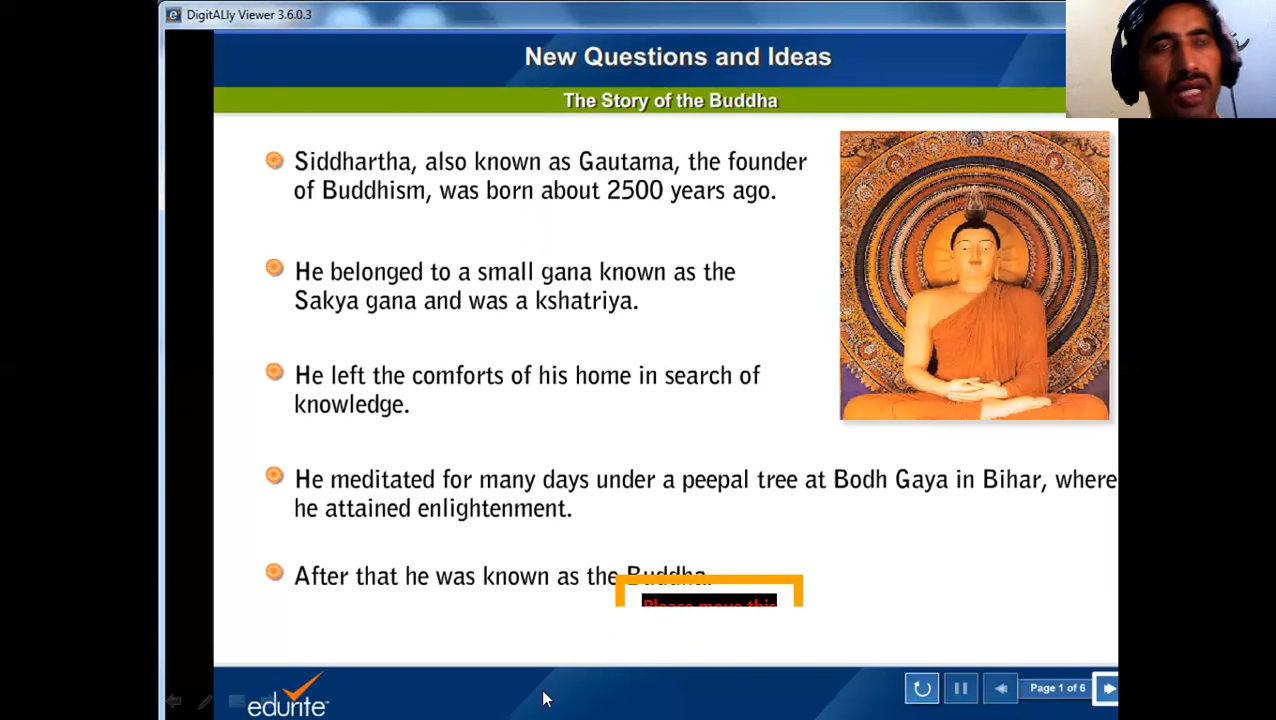 DigitALly Viewer 3.6.0.3
New Questions and Ideas
The Story of the Buddha
Siddhartha, also known as Gautama, the founder
of Buddhism, was born about 2500 years ago.
He belonged to a small gana known as the
Sakya gana and was a kshatriya.
He left the comforts of his home in search of
knowledge.
He meditated for many days under a peepal tree at Bodh Gaya in Bihar, where
he attained enlightenment.
After that he was known as the Buddha.
Please move this
edurite
Page 1 of 6